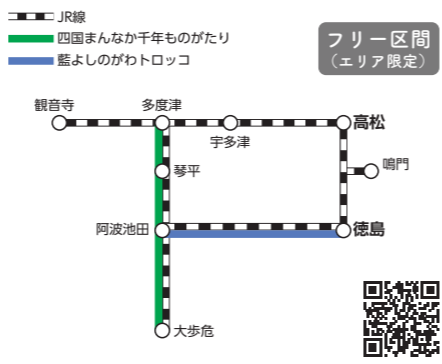 JR線
四国まんなか千年ものがたり
藍よしのがわトロッコ
フリー区間
（エリア限定）
観音寺
多度津
高松
宇多津
鳴門
琴平
阿波池田
徳島
大歩危